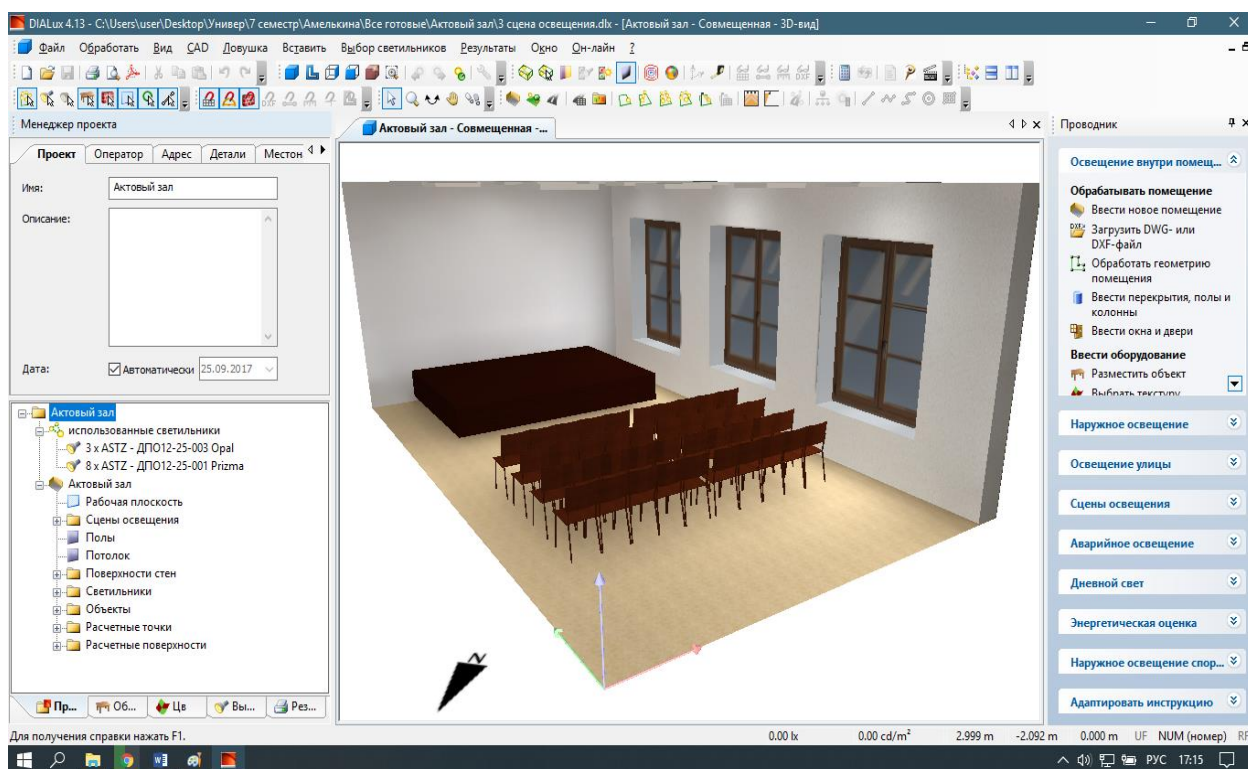 DIALux 4.13 - C:\Users\user\Desktop\Универ\7 семестр\Амелькина\Все готовые\Актовый зал\3 сцена освещения.dlx - [Актовый зал - Совмещенная - 3D-вид]
Файл Обработать Вид CAD Ловушка Вставить Выбор светильников Результаты Окно Он-лайн ?
Менеджер проекта
Актовый зал - Совмещенная -...
Проводник
Проект Оператор Адрес Детали Местон
Имя: Актовый зал
Описание:
Дата: Автоматически 25.09.2017
Актовый зал
использованные светильники
3 x ASTZ - ДПО12-25-003 Opal
8 x ASTZ - ДПО12-25-001 Prizma
Актовый зал
Рабочая плоскость
Сцены освещения
Полы
Потолок
Поверхности стен
Светильники
Объекты
Расчетные точки
Расчетные поверхности
Пр... Об... Цв Вы... Рез...
N
Освещение внутри помещ...
Обрабатывать помещение
Ввести новое помещение
Загрузить DWG- или
DXF-файл
Обработать геометрию
помещения
Ввести перекрытия, полы и
колонны
Ввести окна и двери
Ввести оборудование
Разместить объект
Выбрать текстуру
Наружное освещение
Освещение улицы
Сцены освещения
Аварийное освещение
Дневной свет
Энергетическая оценка
Наружное освещение спор...
Адаптировать инструкцию
Для получения справки нажать F1.
0.00 lx 0.00 cd/m² 2.999 m -2.092 m 0.000 m UF NUM (номер) RF
РУС 17:15